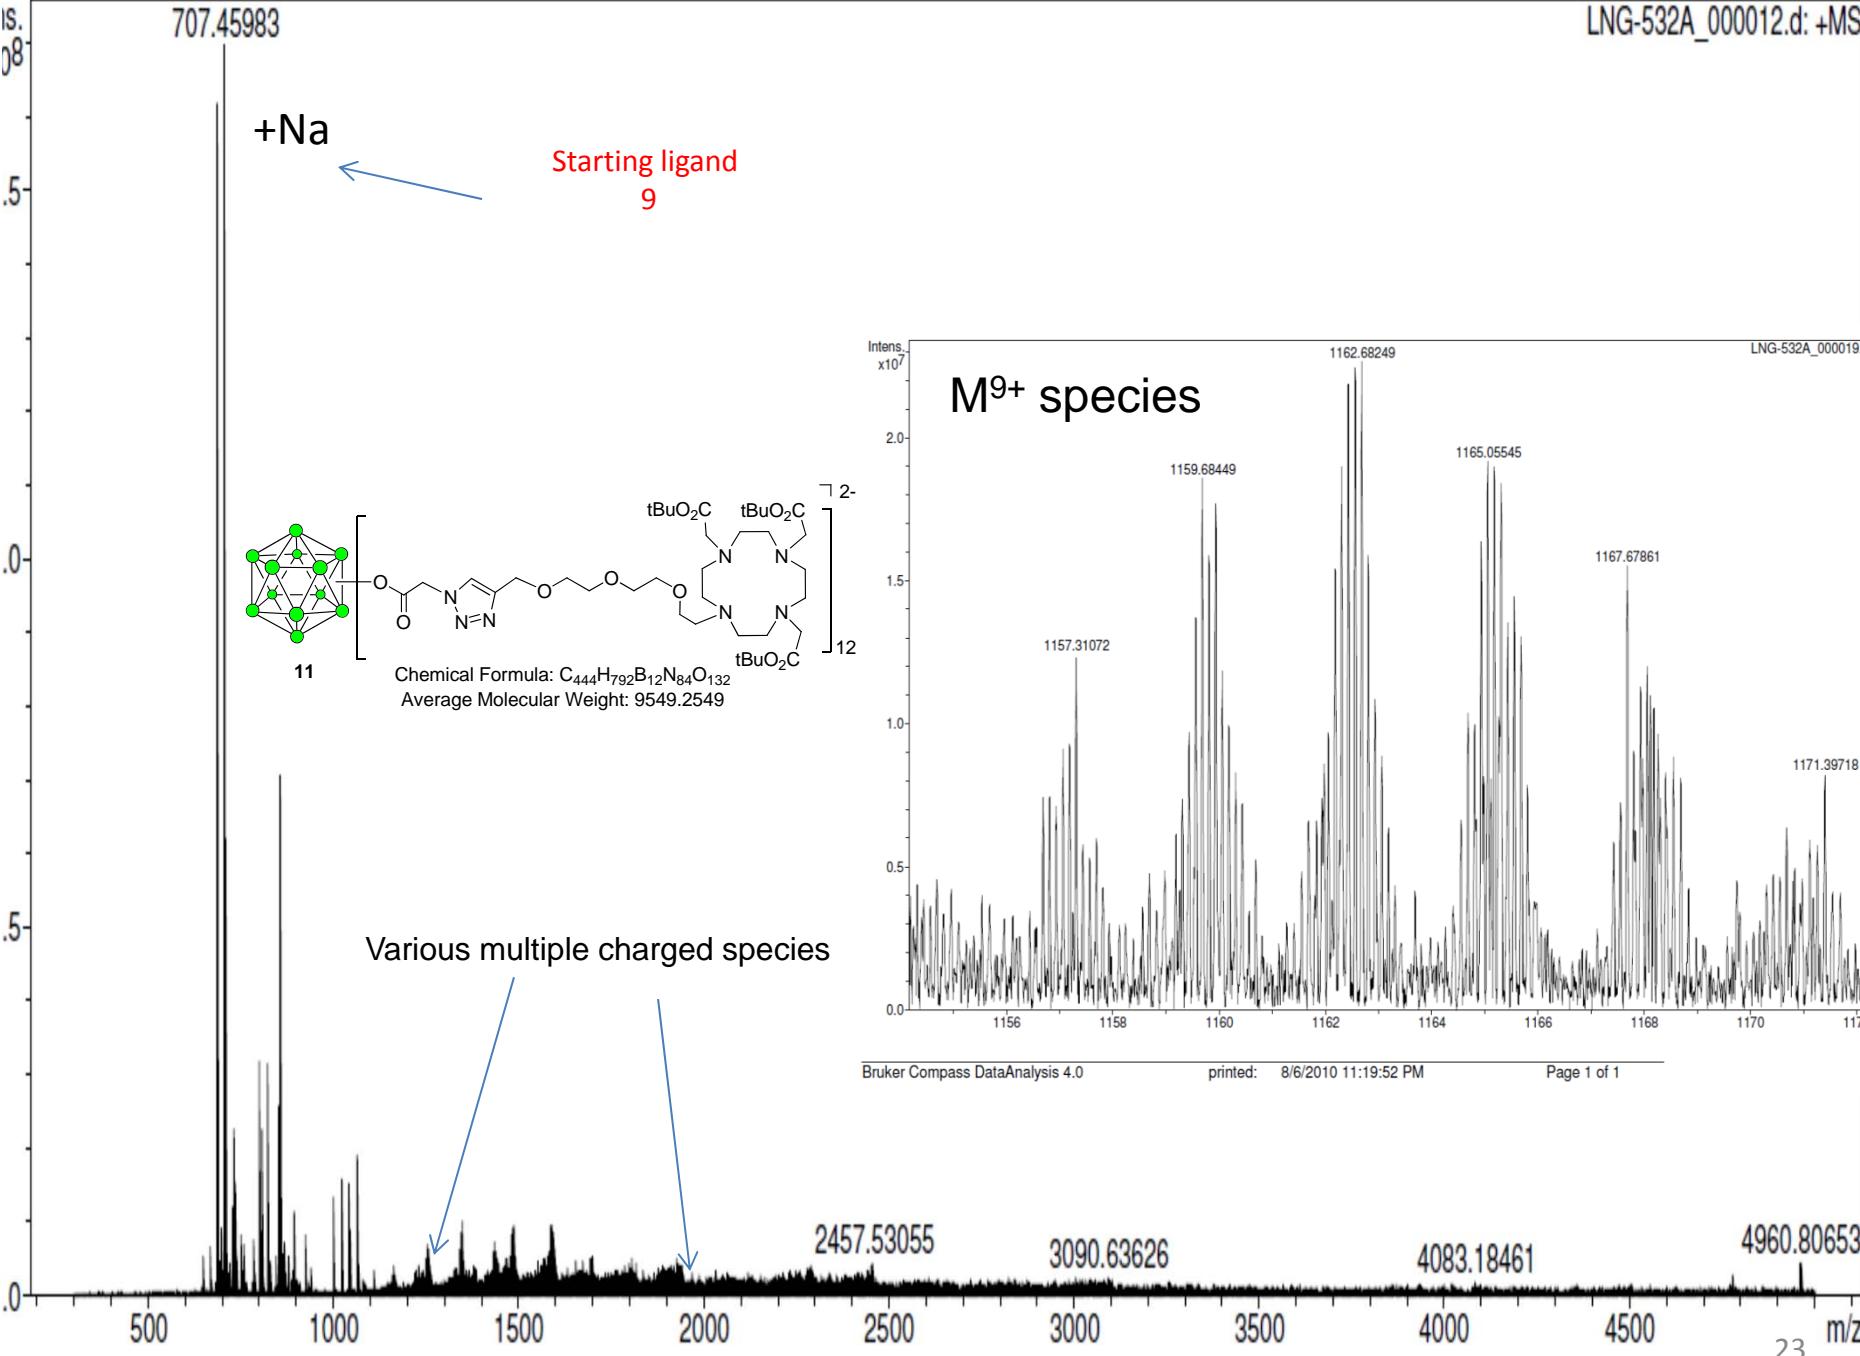 707.45983
LNG-532A_000012.d: +MS
+Na
Starting ligand
9
.5
Intens.
x10⁷
1162.68249
LNG-532A_000019
M⁹⁺ species
2.0
1159.68449
1165.05545
1.5
1167.67861
1157.31072
1.0
1171.39718
0.5
0.0
1156 1158 1160 1162 1164 1166 1168 1170
Bruker Compass DataAnalysis 4.0 printed: 8/6/2010 11:19:52 PM Page 1 of 1
2-
tBuO₂C tBuO₂C
N N
O
O
O
O
N
N=N
O
N N
12
tBuO₂C
11
Chemical Formula: C₄₄₄H₇₉₂B₁₂N₈₄O₁₃₂
Average Molecular Weight: 9549.2549
.0
.5
Various multiple charged species
2457.53055
3090.63626
4083.18461
4960.80653
.0
500 1000 1500 2000 2500 3000 3500 4000 4500 m/z
23